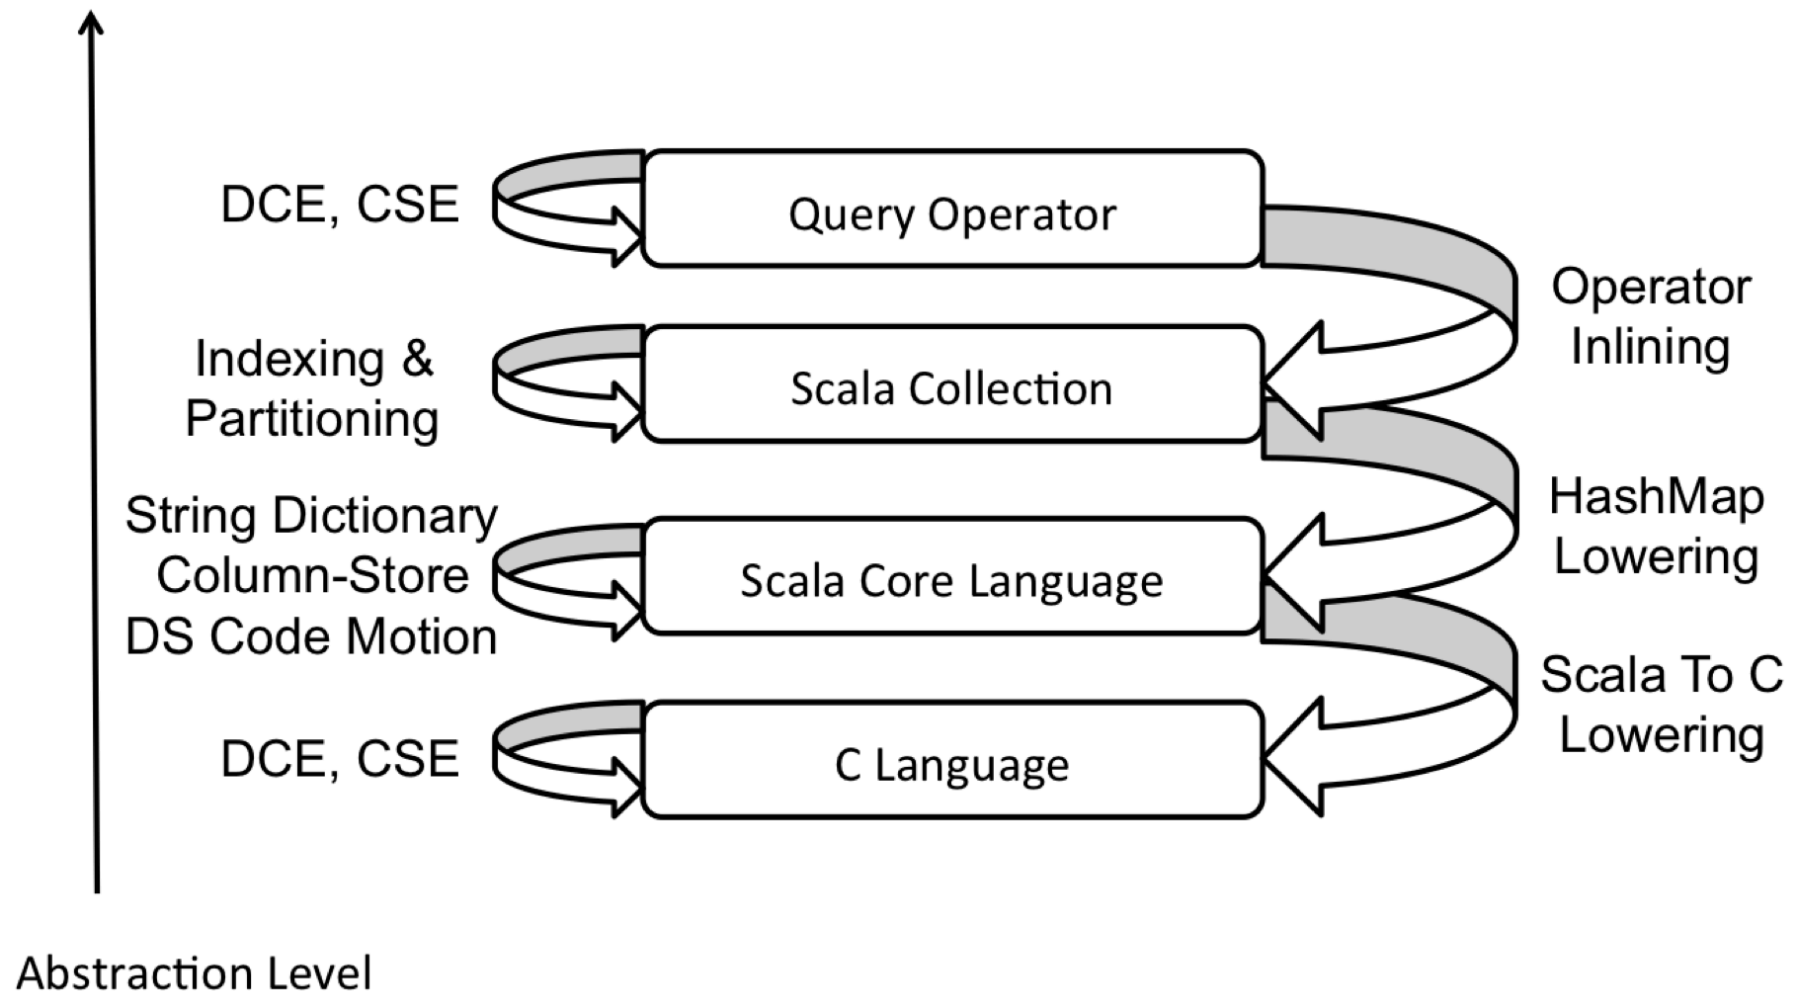 DCE, CSE
Query Operator
Operator
Inlining
Indexing &
Partitioning
Scala Collection
HashMap
Lowering
String Dictionary
Column-Store
DS Code Motion
Scala Core Language
Scala To C
Lowering
DCE, CSE
C Language
Abstraction Level